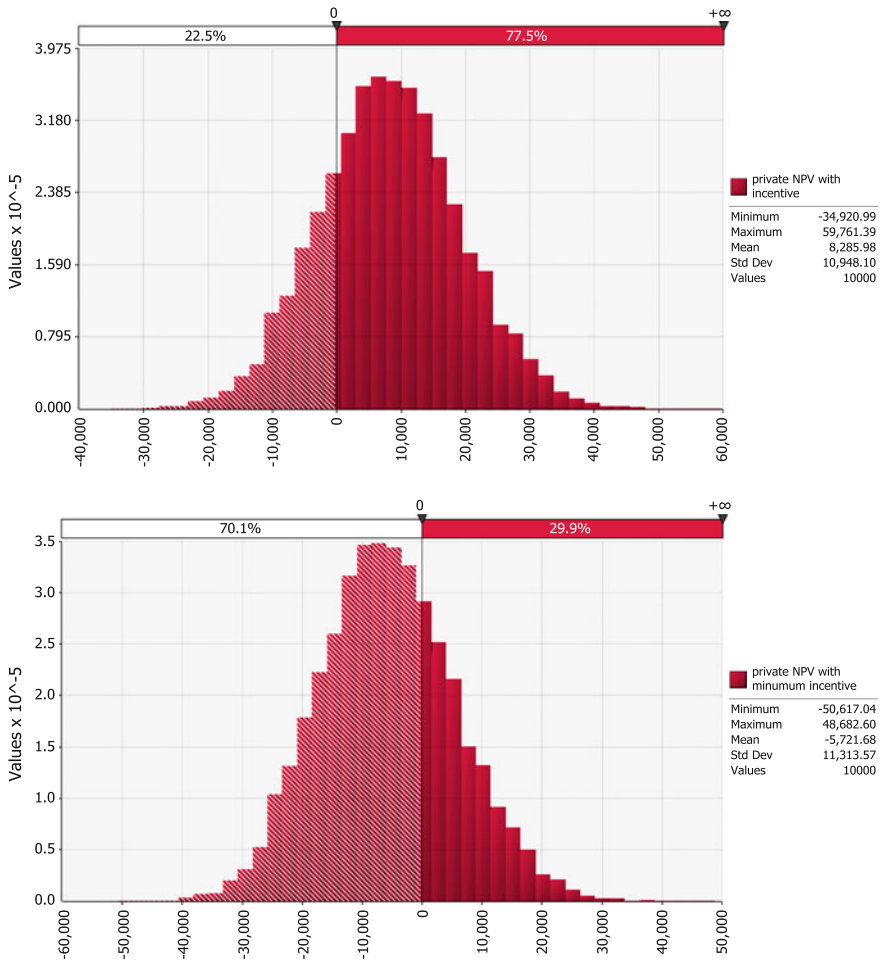 0 +∞
22.5% 77.5%
3.975
3.180
2.385
1.590
0.795
0.000
Values x 10^-5
-40,000 -30,000 -20,000 -10,000 0 10,000 20,000 30,000 40,000 50,000 60,000
private NPV with
incentive
Minimum -34,920.99
Maximum 59,761.39
Mean 8,285.98
Std Dev 10,948.10
Values 10000
0 +∞
70.1% 29.9%
3.5
3.0
2.5
2.0
1.5
1.0
0.5
0.0
Values x 10^-5
-60,000 -50,000 -40,000 -30,000 -20,000 -10,000 0 10,000 20,000 30,000 40,000 50,000
private NPV with
minumum incentive
Minimum -50,617.04
Maximum 48,682.60
Mean -5,721.68
Std Dev 11,313.57
Values 10000